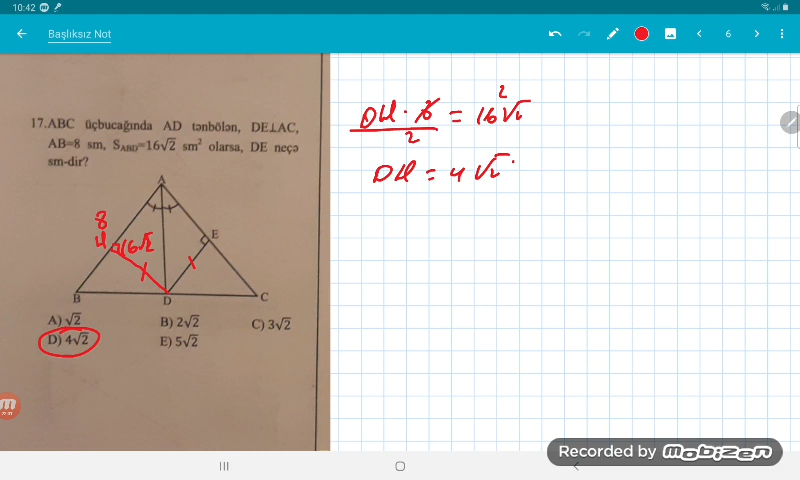 10:42
Başlıksız Not
6
17.ABC üçbucağında AD tənbölən, DE⊥AC,
AB=8 sm, S_ABD=16√2 sm² olarsa, DE neçə
sm-dir?
A
8
H
16√2
E
B
D
C
A) √2
B) 2√2
C) 3√2
D) 4√2
E) 5√2
DH · 8 / 2 = 16√2
2
DH = 4√2
Recorded by
mobizen